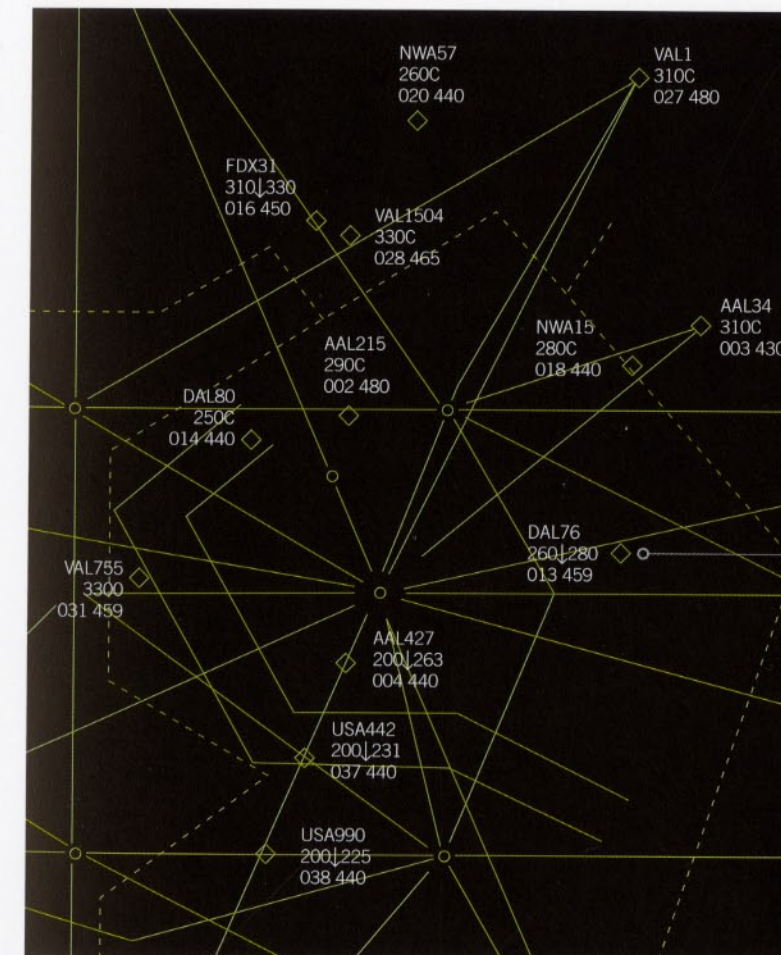 NWA57
260C
020 440
VAL1
310C
027 480
FDX31
310↓330
016 450
VAL1504
330C
028 465
AAL34
310C
003 430
NWA15
280C
018 440
AAL215
290C
002 480
DAL80
250C
014 440
DAL76
260↓280
013 459
VAL755
3300
031 459
AAL427
200↓263
004 440
USA442
200↓231
037 440
USA990
200↓225
038 440